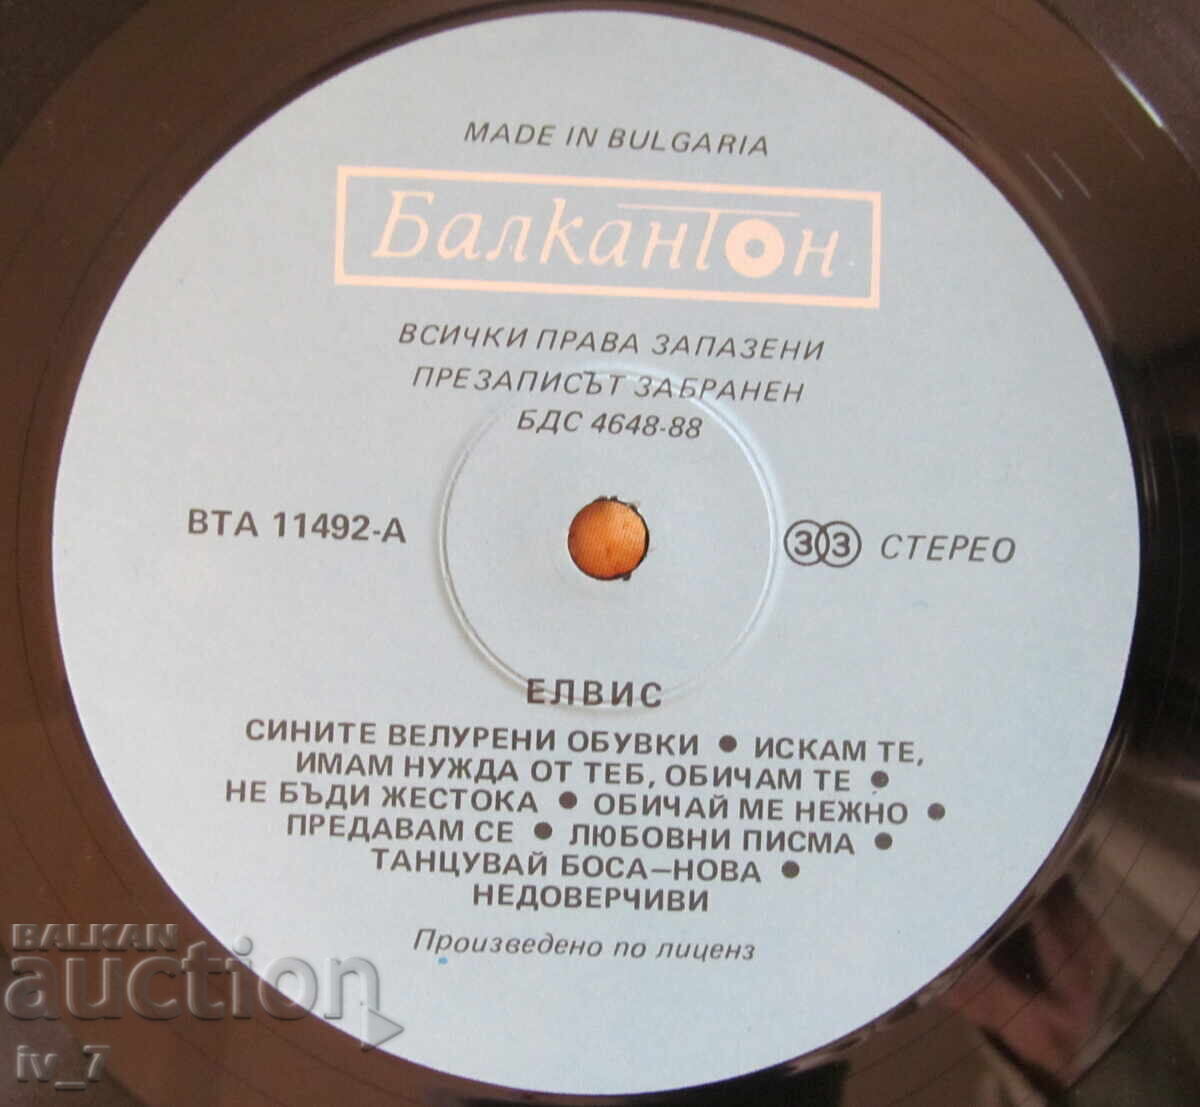 MADE IN BULGARIA
Балкантон
ВСИЧКИ ПРАВА ЗАПАЗЕНИ
ПРЕЗАПИСЪТ ЗАБРАНЕН
БДС 4648-88
ВТА 11492-А
33 СТЕРЕО
ЕЛВИС
СИНИТЕ ВЕЛУРЕНИ ОБУВКИ ● ИСКАМ ТЕ,
ИМАМ НУЖДА ОТ ТЕБ, ОБИЧАМ ТЕ ●
НЕ БЪДИ ЖЕСТОКА ● ОБИЧАЙ МЕ НЕЖНО ●
ПРЕДАВАМ СЕ ● ЛЮБОВНИ ПИСМА ●
ТАНЦУВАЙ БОСА–НОВА ●
НЕДОВЕРЧИВИ
Произведено по лиценз
BALKAN
auction
iv_7